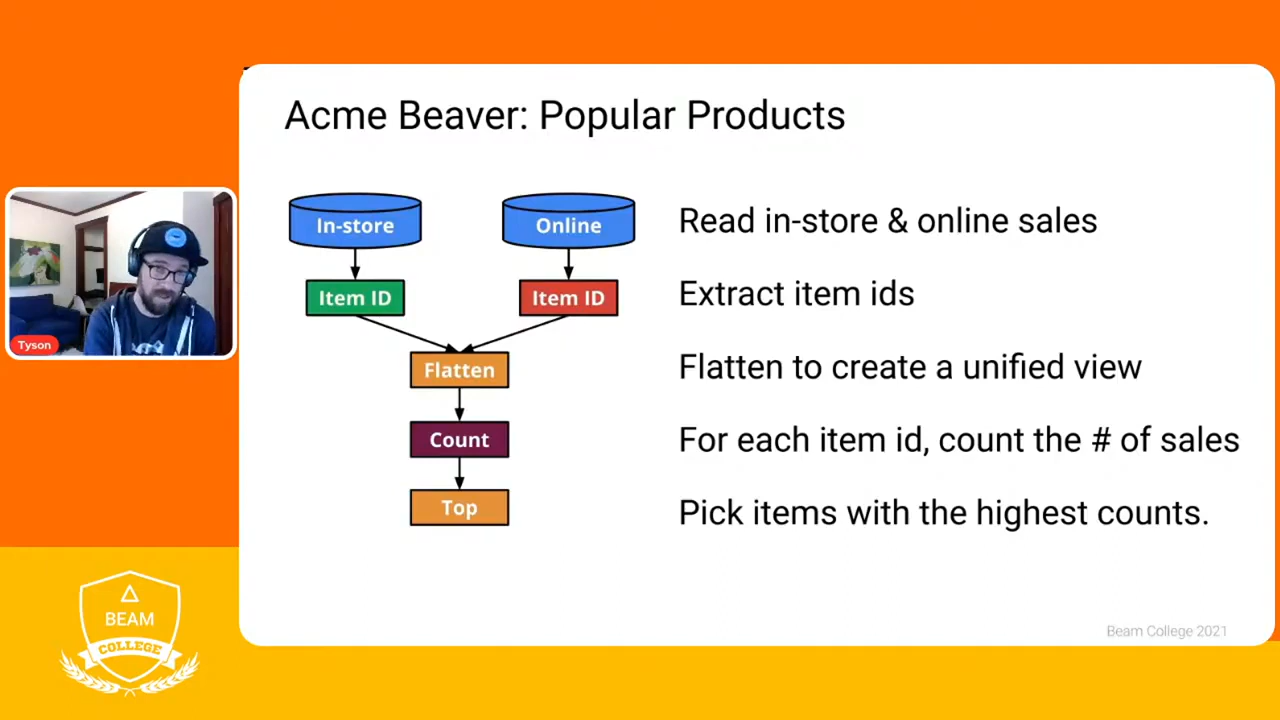 Acme Beaver: Popular Products
In-store
Online
Read in-store & online sales
Item ID
Item ID
Extract item ids
Flatten
Flatten to create a unified view
Count
For each item id, count the # of sales
Top
Pick items with the highest counts.
Tyson
BEAM
COLLEGE
Beam College 2021